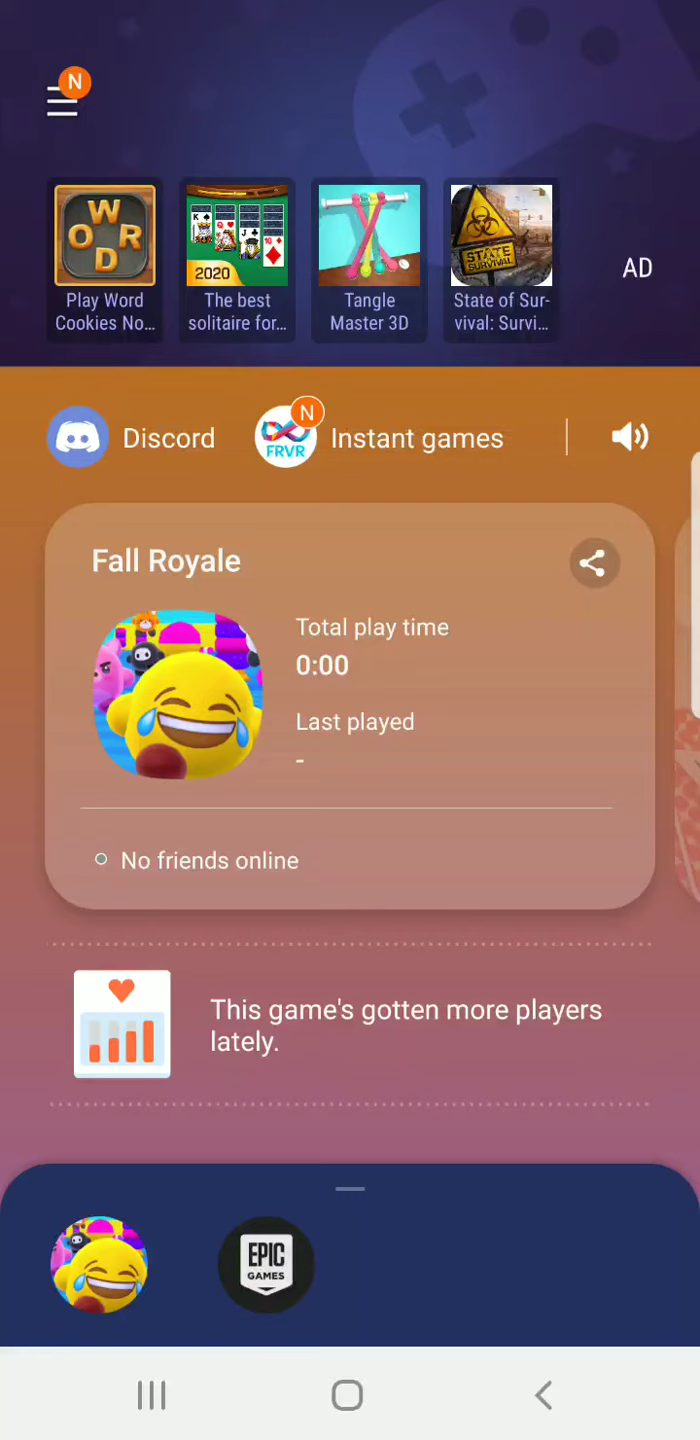 N
W
O R
D
K
Q
J
10
2020
STATE
SURVIVAL
AD
Play Word
Cookies No...
The best
solitaire for...
Tangle
Master 3D
State of Sur-
vival: Survi...
Discord
FRVR
N
Instant games
Fall Royale
Total play time
0:00
Last played
-
No friends online
This game's gotten more players
lately.
EPIC
GAMES